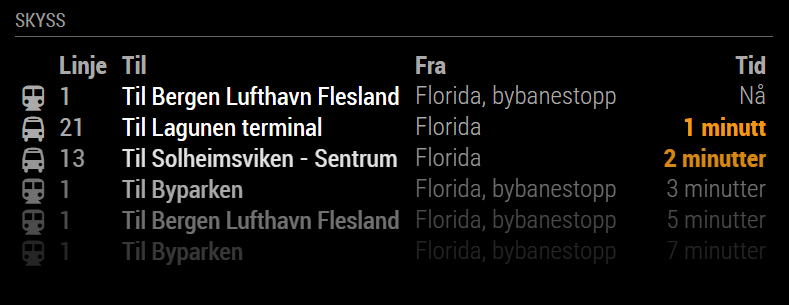 SKYSS
Linje Til Fra Tid
1 Til Bergen Lufthavn Flesland Florida, bybanestopp Nå
21 Til Lagunen terminal Florida 1 minutt
13 Til Solheimsviken - Sentrum Florida 2 minutter
1 Til Byparken Florida, bybanestopp 3 minutter
1 Til Bergen Lufthavn Flesland Florida, bybanestopp 5 minutter
1 Til Byparken Florida, bybanestopp 7 minutter